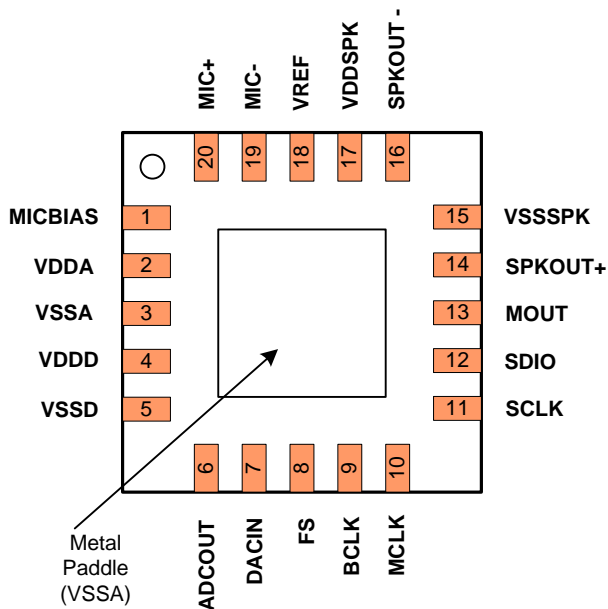 MIC+
MIC-
VREF
VDDSPK
SPKOUT -
20
19
18
17
16
MICBIAS
1
VDDA
2
VSSA
3
VDDD
4
VSSD
5
15
VSSSPK
14
SPKOUT+
13
MOUT
12
SDIO
11
SCLK
6
7
8
9
10
ADCOUT
DACIN
FS
BCLK
MCLK
Metal
Paddle
(VSSA)